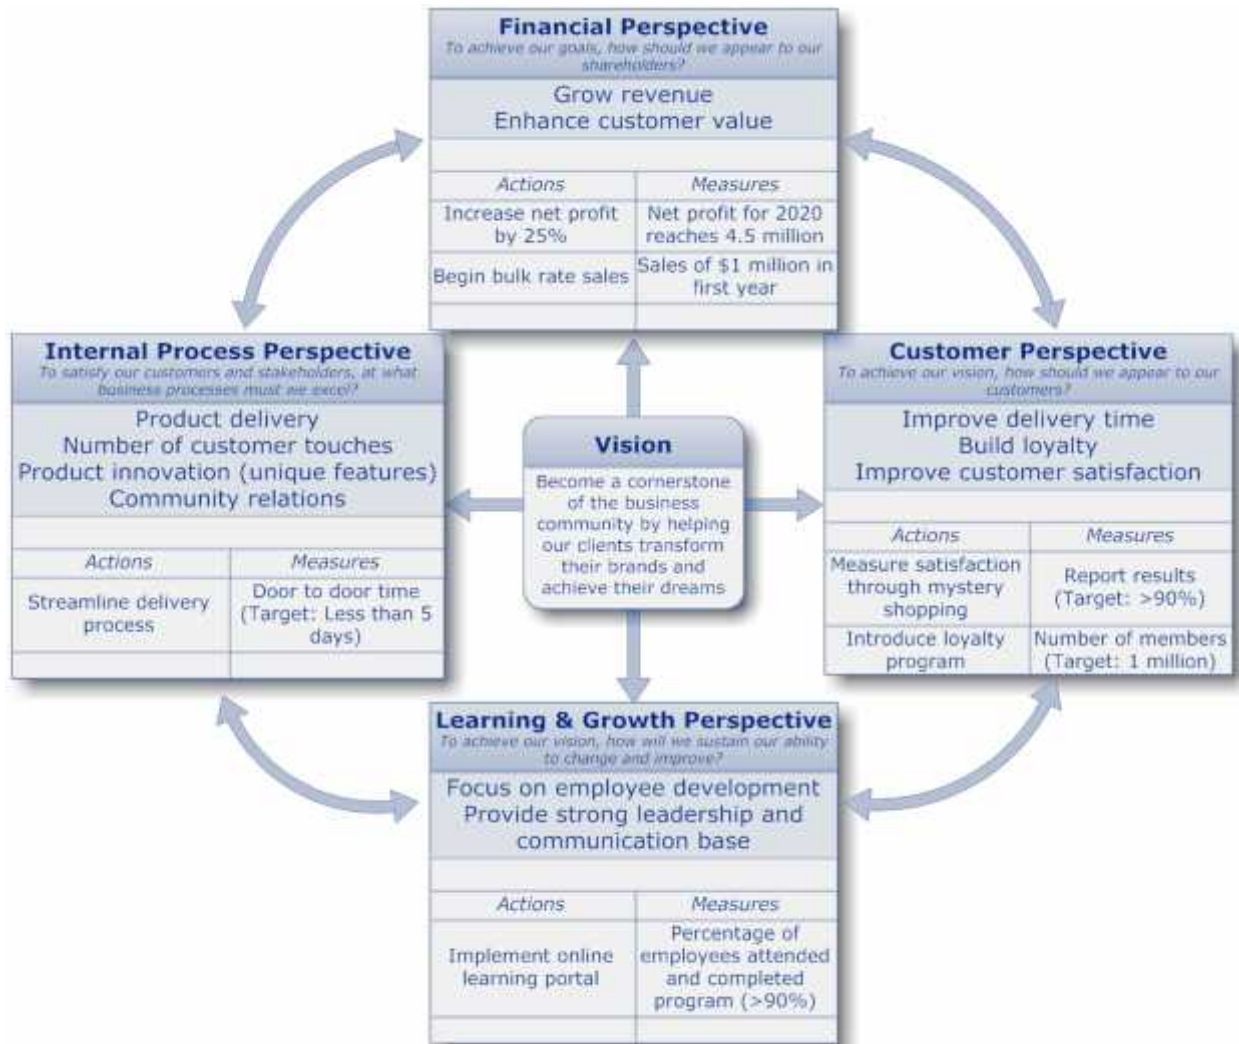 Financial Perspective
To achieve our goals, how should we appear to our
shareholders?
Grow revenue
Enhance customer value
Actions
Measures
Increase net profit
by 25%
Net profit for 2020
reaches 4.5 million
Begin bulk rate sales
Sales of $1 million in
first year
Internal Process Perspective
To satisfy our customers and stakeholders, at what
business processes must we excel?
Product delivery
Number of customer touches
Product innovation (unique features)
Community relations
Actions
Measures
Streamline delivery
process
Door to door time
(Target: Less than 5
days)
Vision
Become a cornerstone
of the business
community by helping
our clients transform
their brands and
achieve their dreams
Customer Perspective
To achieve our vision, how should we appear to our
customers?
Improve delivery time
Build loyalty
Improve customer satisfaction
Actions
Measures
Measure satisfaction
through mystery
shopping
Report results
(Target: >90%)
Introduce loyalty
program
Number of members
(Target: 1 million)
Learning & Growth Perspective
To achieve our vision, how will we sustain our ability
to change and improve?
Focus on employee development
Provide strong leadership and
communication base
Actions
Measures
Implement online
learning portal
Percentage of
employees attended
and completed
program (>90%)